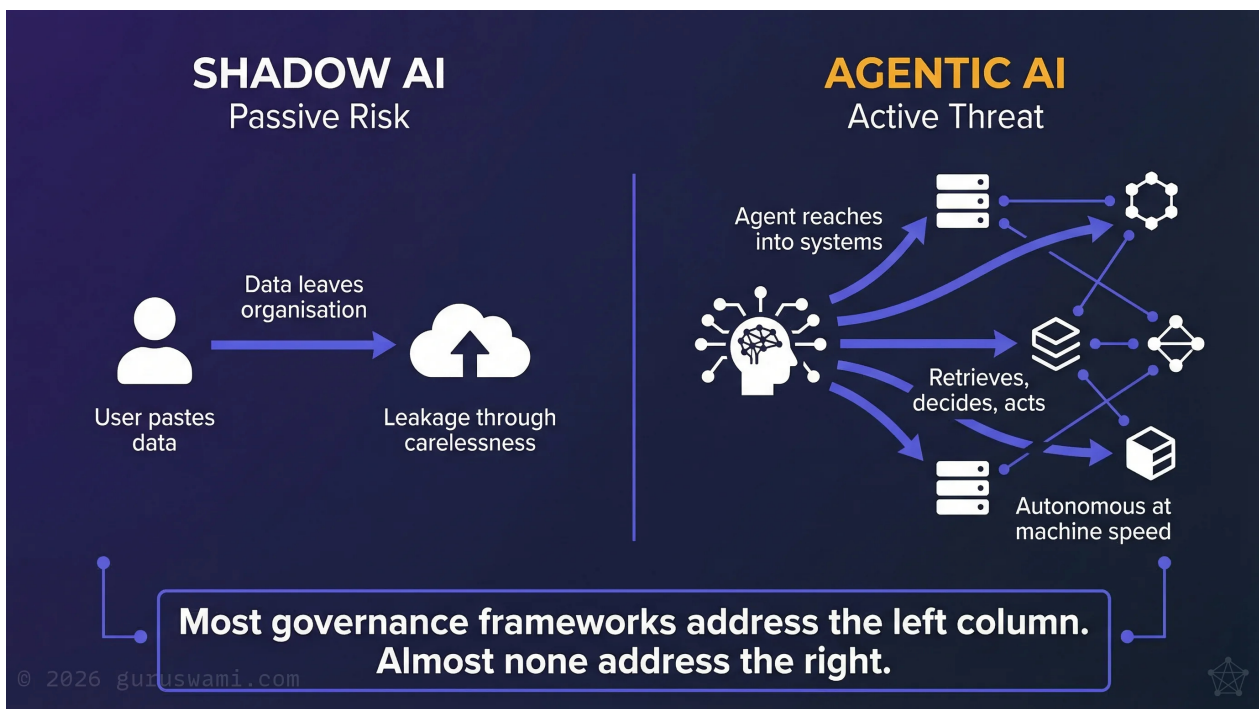 SHADOW AI
Passive Risk
User pastes
data
Data leaves
organisation
Leakage through
carelessness
AGENTIC AI
Active Threat
Agent reaches
into systems
Retrieves,
decides, acts
Autonomous at
machine speed
Most governance frameworks address the left column.
Almost none address the right.
© 2026 guruswami.com